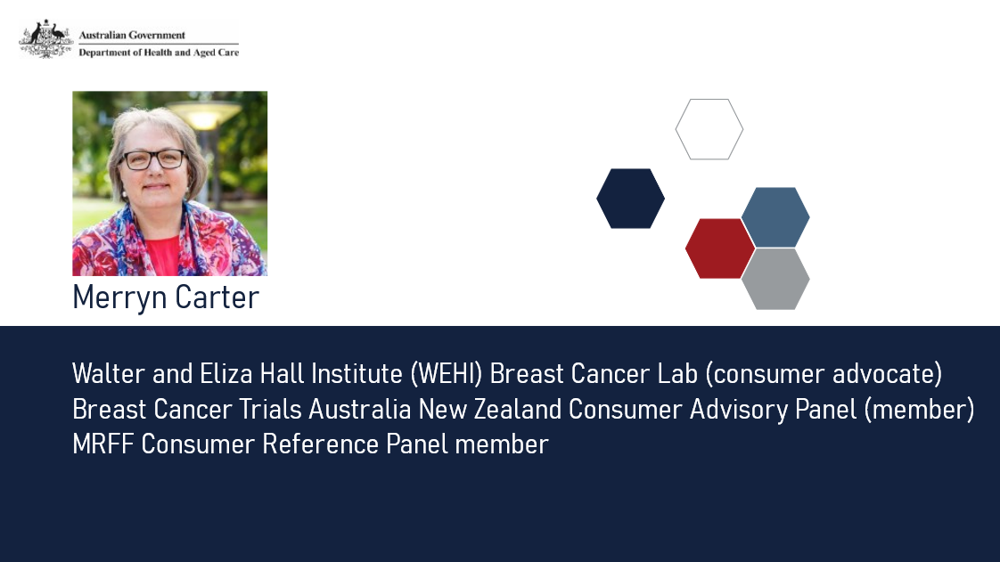 Australian Government
Department of Health and Aged Care
Merryn Carter
Walter and Eliza Hall Institute (WEHI) Breast Cancer Lab (consumer advocate)
Breast Cancer Trials Australia New Zealand Consumer Advisory Panel (member)
MRFF Consumer Reference Panel member